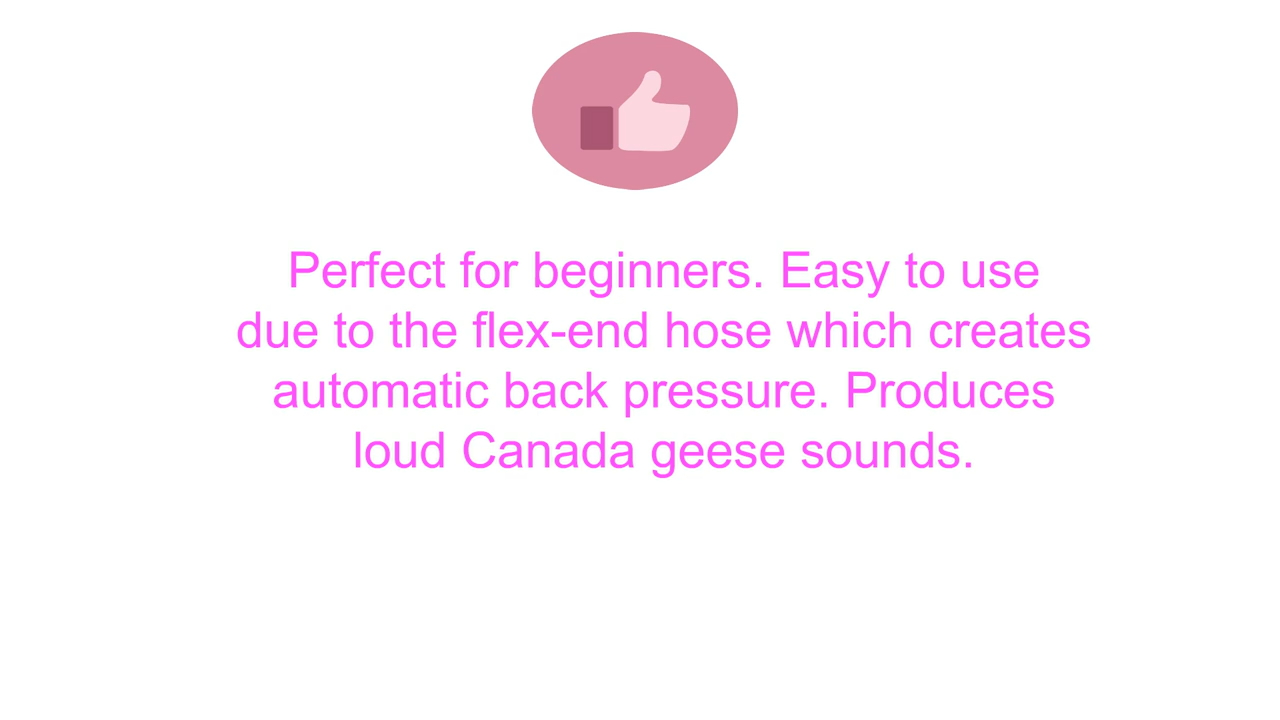 Perfect for beginners. Easy to use
due to the flex-end hose which creates
automatic back pressure. Produces
loud Canada geese sounds.